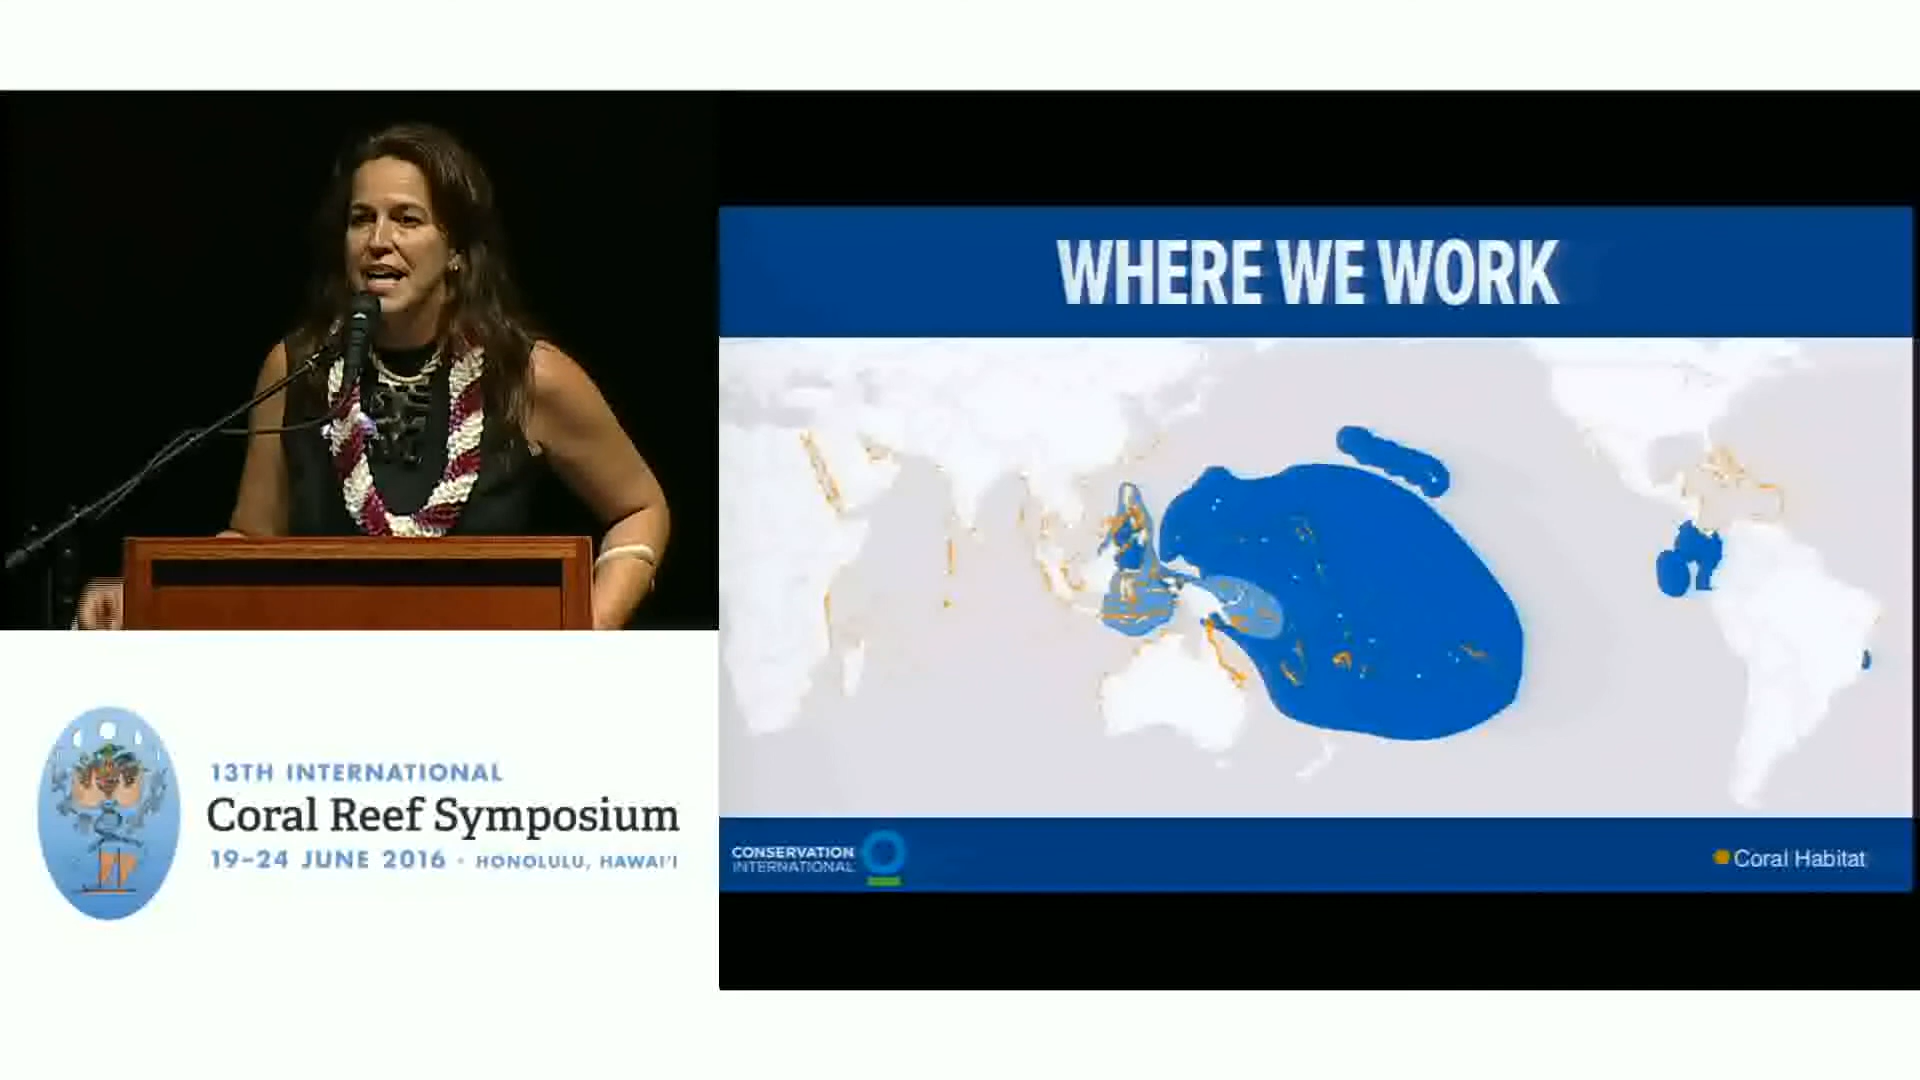 WHERE WE WORK
CONSERVATION
INTERNATIONAL
Coral Habitat
13TH INTERNATIONAL
Coral Reef Symposium
19–24 JUNE 2016 • HONOLULU, HAWAI'I